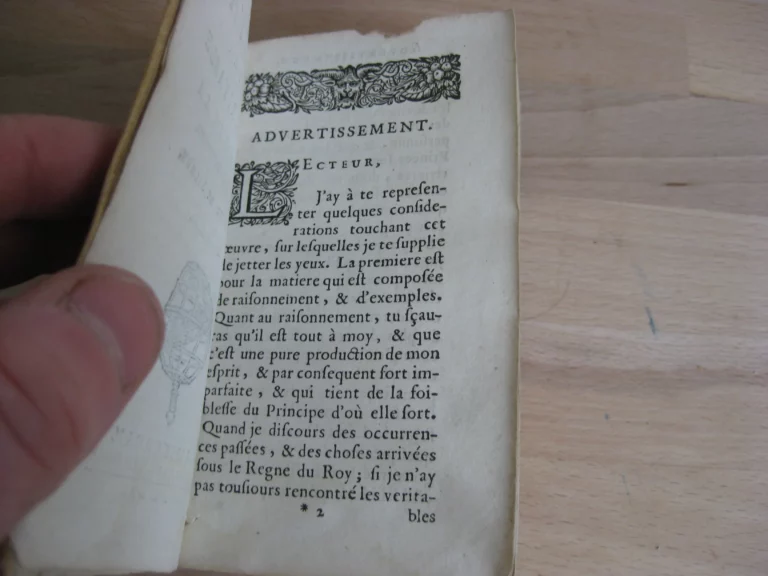 ADVERTISSEMENT.
LECTEUR,
J'ay à te repreſen-
ter quelques conſide-
rations touchant cet
œuvre, ſur leſquelles je te ſupplie
de jetter les yeux. La premiere eſt
pour la matiere qui eſt compoſée
de raiſonnement, & d'exemples.
Quant au raiſonnement, tu ſçau-
ras qu'il eſt tout à moy, & que
c'eſt une pure production de mon
eſprit, & par conſequent fort im-
parfaite, & qui tient de la foi-
bleſſe du Principe d'où elle ſort.
Quand je diſcours des occurren-
ces paſſées, & des choſes arrivées
ſous le Regne du Roy; ſi je n'ay
pas touſiours rencontré les verita-
* 2
bles